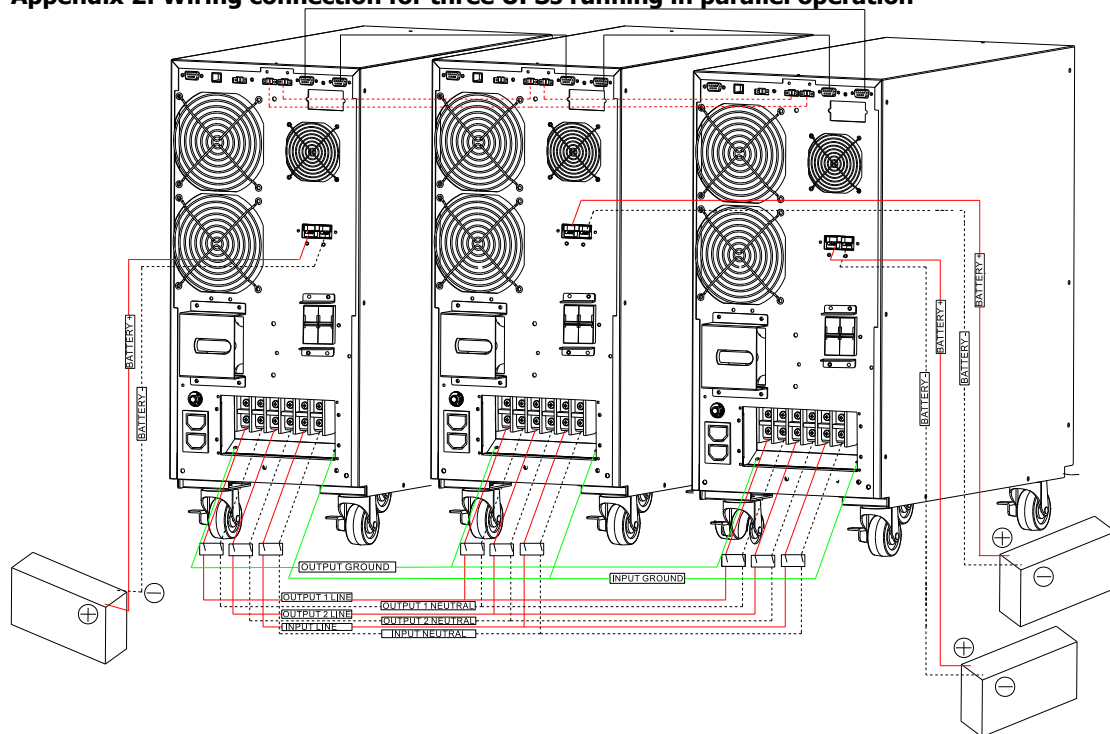 Appendix 2: Wiring connection for three UPSs running in parallel operation
BATTERY +
BATTERY -
BATTERY +
BATTERY -
BATTERY -
BATTERY +
OUTPUT GROUND
INPUT GROUND
OUTPUT 1 LINE
OUTPUT 1 NEUTRAL
OUTPUT 2 LINE
OUTPUT 2 NEUTRAL
INPUT LINE
INPUT NEUTRAL
+
-
+
-
+
-